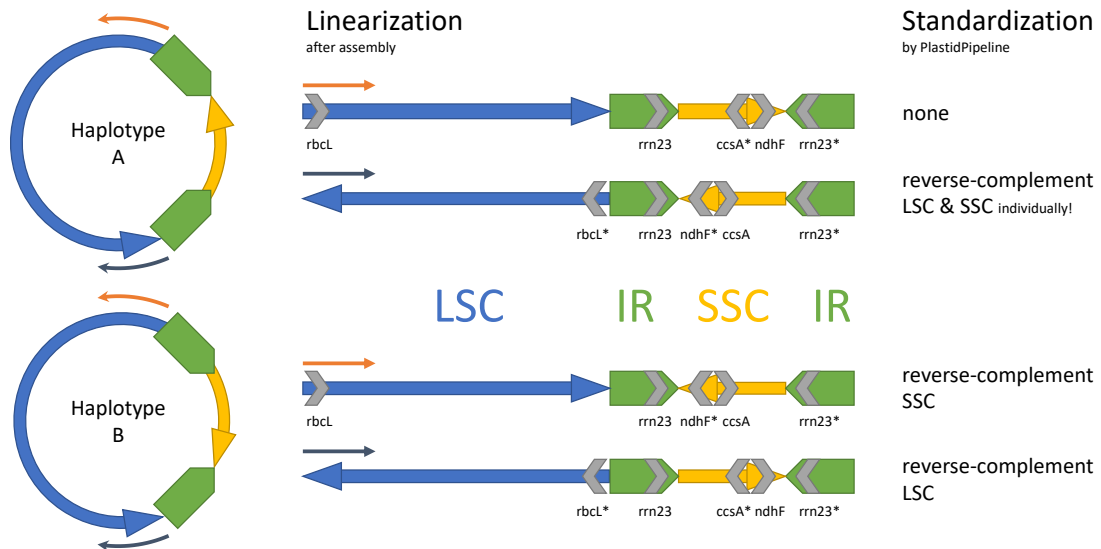 Linearization
after assembly
Standardization
by PlastidPipeline
Haplotype
A
rbcL
rrn23
ccsA* ndhF
rrn23*
none
rbcL*
rrn23
ndhF* ccsA
rrn23*
reverse-complement
LSC & SSC individually!
LSC
IR
SSC
IR
Haplotype
B
rbcL
rrn23
ndhF* ccsA
rrn23*
reverse-complement
SSC
rbcL*
rrn23
ccsA* ndhF
rrn23*
reverse-complement
LSC